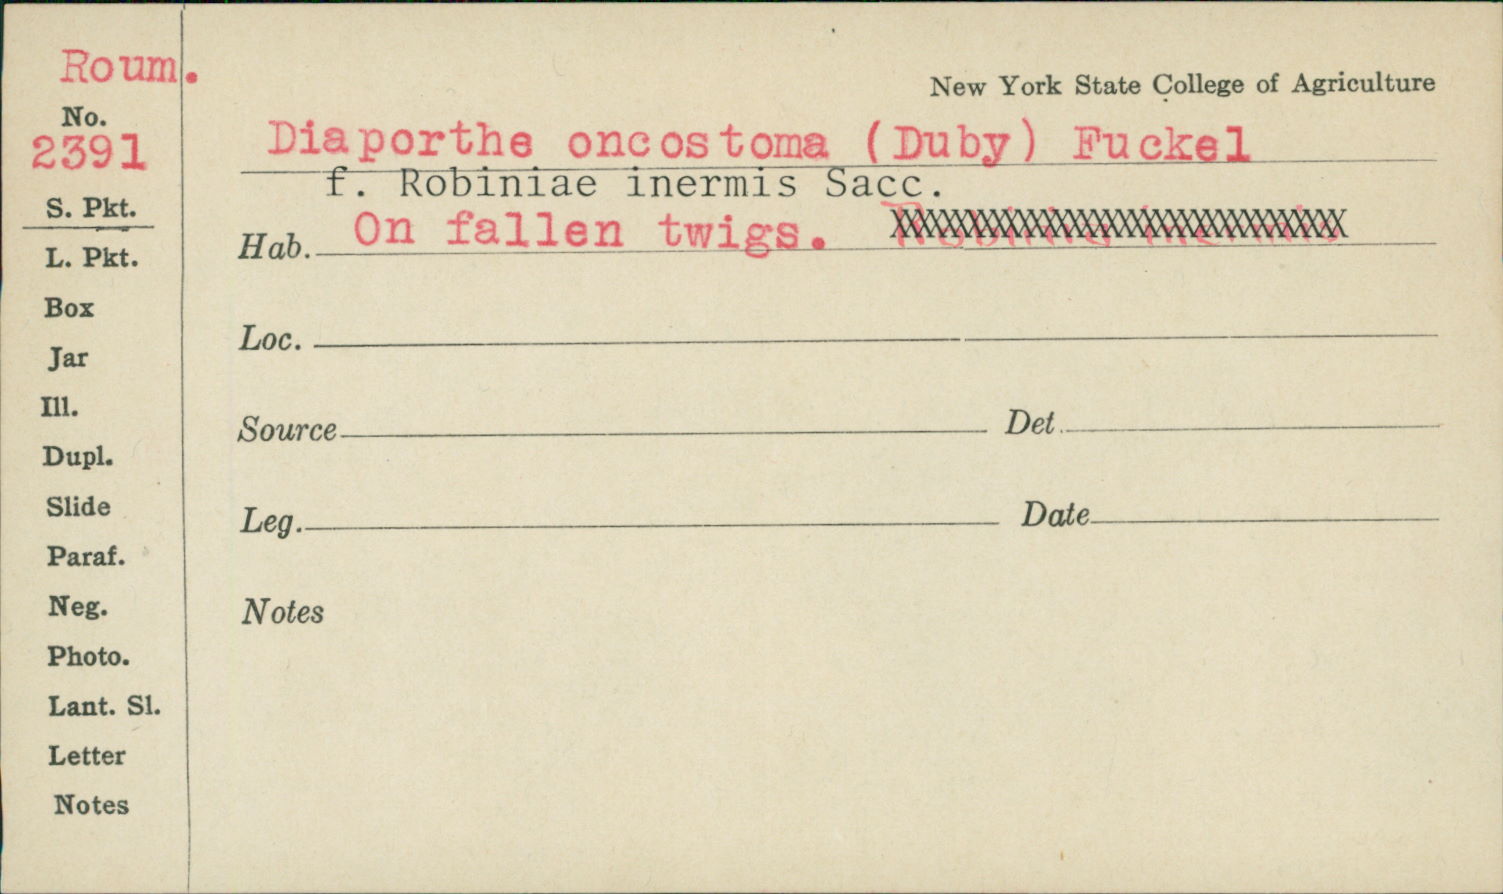 Roum.
No.
2391
S. Pkt.
L. Pkt.
Box
Jar
Ill.
Dupl.
Slide
Paraf.
Neg.
Photo.
Lant. Sl.
Letter
Notes
New York State College of Agriculture
Diaporthe oncostoma (Duby) Fuckel
f. Robiniae inermis Sacc.
Hab. On fallen twigs.
Loc.
Source Det.
Leg. Date
Notes